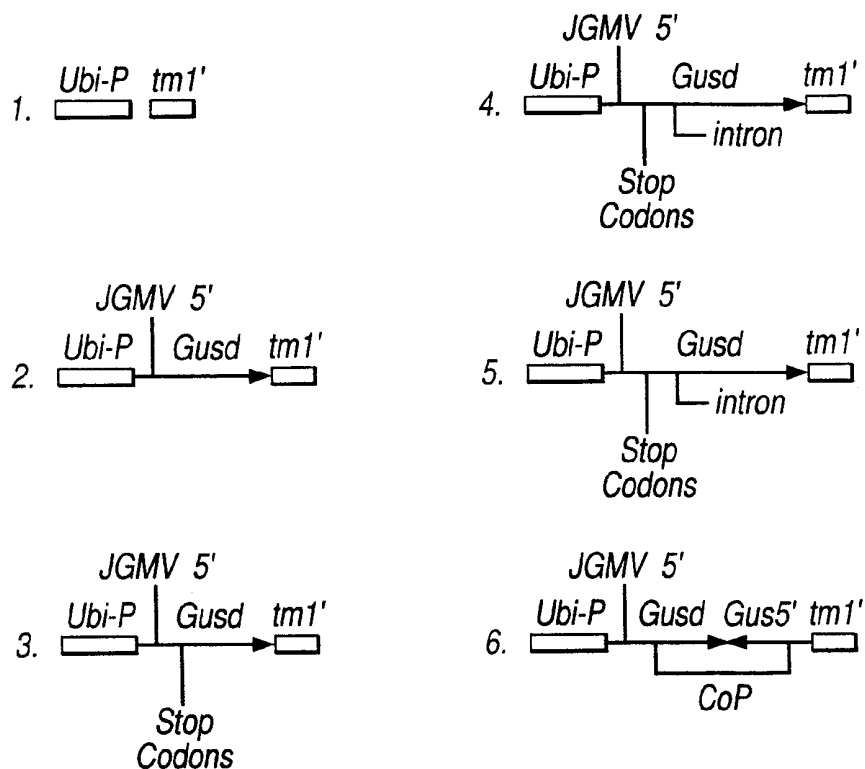 1. Ubi-P tm1'
2. JGMV 5'
Ubi-P Gusd tm1'
3. JGMV 5'
Ubi-P Gusd tm1'
Stop
Codons
4. JGMV 5'
Ubi-P Gusd tm1'
intron
Stop
Codons
5. JGMV 5'
Ubi-P Gusd tm1'
intron
Stop
Codons
6. JGMV 5'
Ubi-P Gusd Gus5' tm1'
CoP